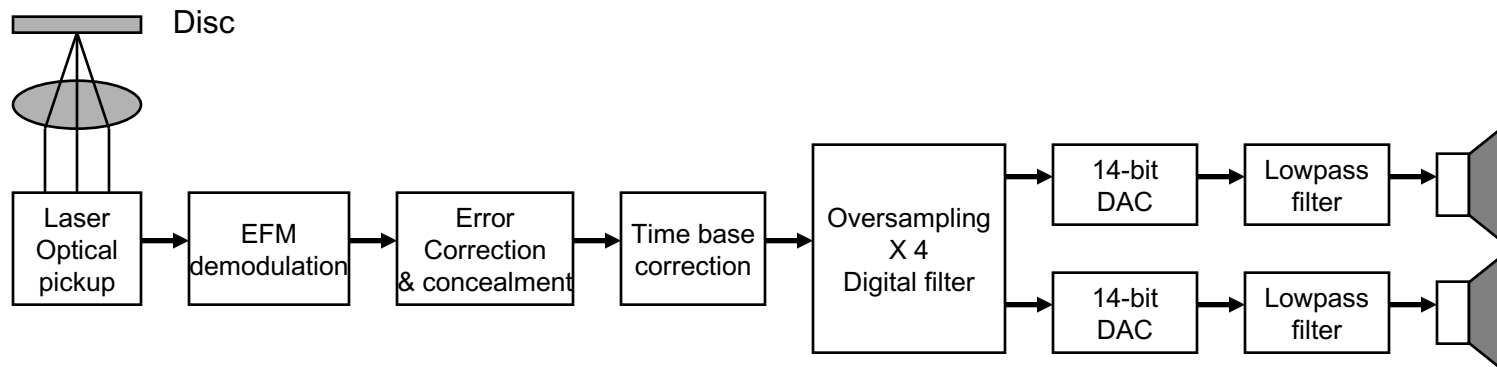 Disc
Laser
Optical
pickup
EFM
demodulation
Error
Correction
& concealment
Time base
correction
Oversampling
X 4
Digital filter
14-bit
DAC
Lowpass
filter
14-bit
DAC
Lowpass
filter